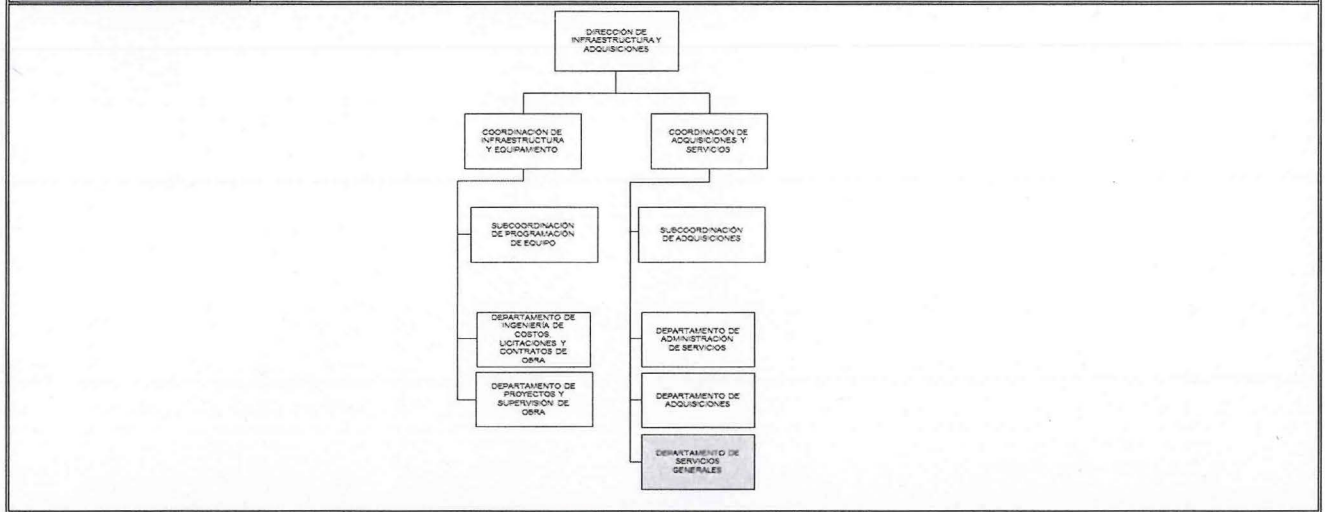 DIRECCIÓN DE
INFRAESTRUCTURA Y
ADQUISICIONES
COORDINACIÓN DE
INFRAESTRUCTURA
Y EQUIPAMIENTO
COORDINACIÓN DE
ADQUISICIONES Y
SERVICIOS
SUBCOORDINACIÓN
DE PROGRAMACIÓN
DE EQUIPO
SUBCOORDINACIÓN
DE ADQUISICIONES
DEPARTAMENTO DE
INGENIERÍA DE
COSTOS,
LICITACIONES Y
CONTRATOS DE
OBRA
DEPARTAMENTO DE
ADMINISTRACIÓN
DE SERVICIOS
DEPARTAMENTO DE
PROYECTOS Y
SUPERVISIÓN DE
OBRA
DEPARTAMENTO DE
ADQUISICIONES
DEPARTAMENTO DE
SERVICIOS
GENERALES